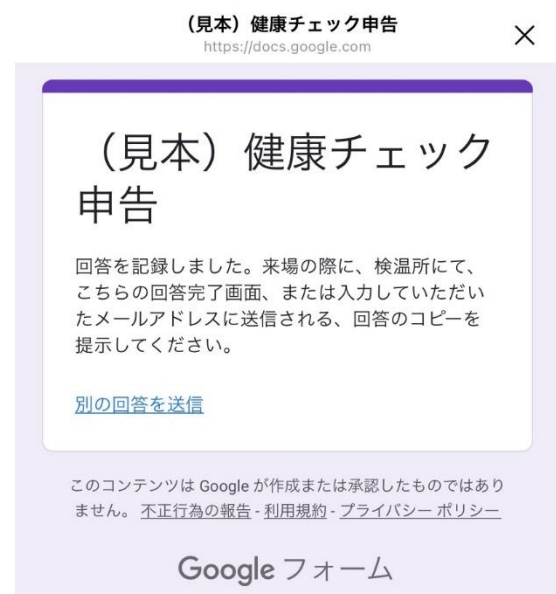 (見本)健康チェック申告
https://docs.google.com
(見本)健康チェック
申告
回答を記録しました。来場の際に、検温所にて、
こちらの回答完了画面、または入力していただい
たメールアドレスに送信される、回答のコピーを
提示してください。
別の回答を送信
このコンテンツは Google が作成または承認したものではあり
ません。 不正行為の報告 - 利用規約 - プライバシー ポリシー
Google フォーム